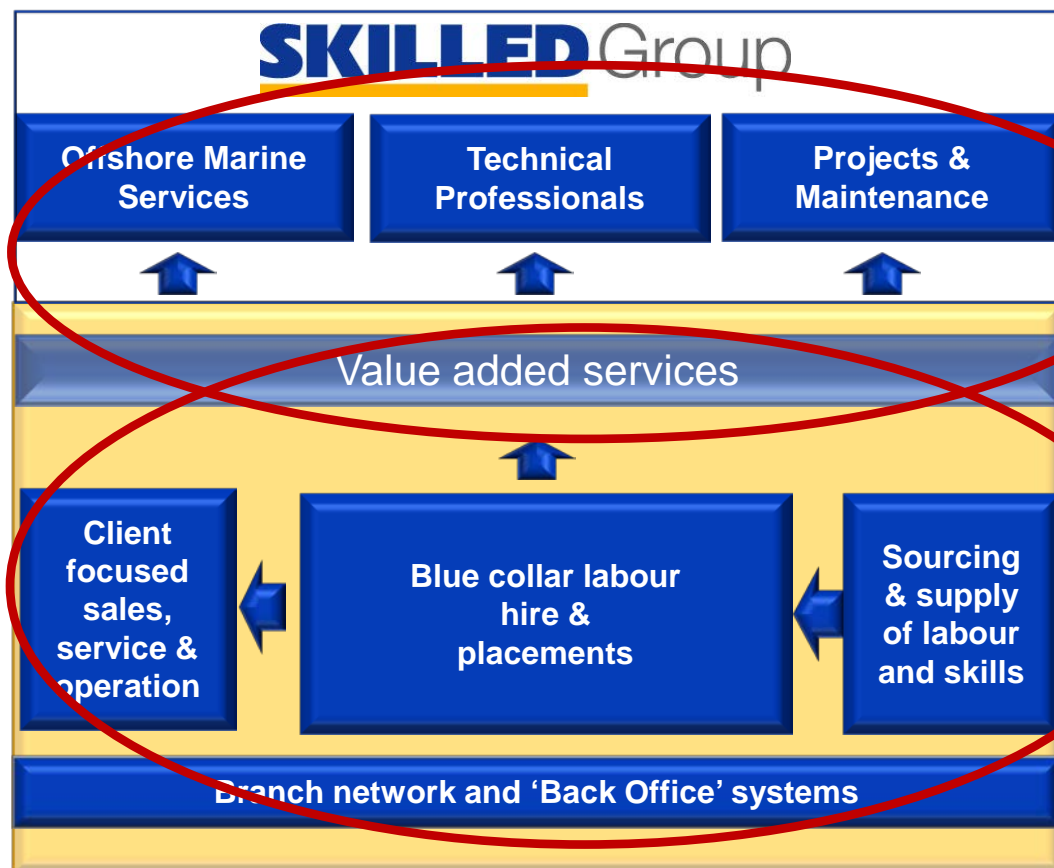 SKILLED Group
Offshore Marine
Services
Technical
Professionals
Projects &
Maintenance
Value added services
Client
focused
sales,
service &
operation
Blue collar labour
hire &
placements
Sourcing
& supply
of labour
and skills
Branch network and ‘Back Office’ systems